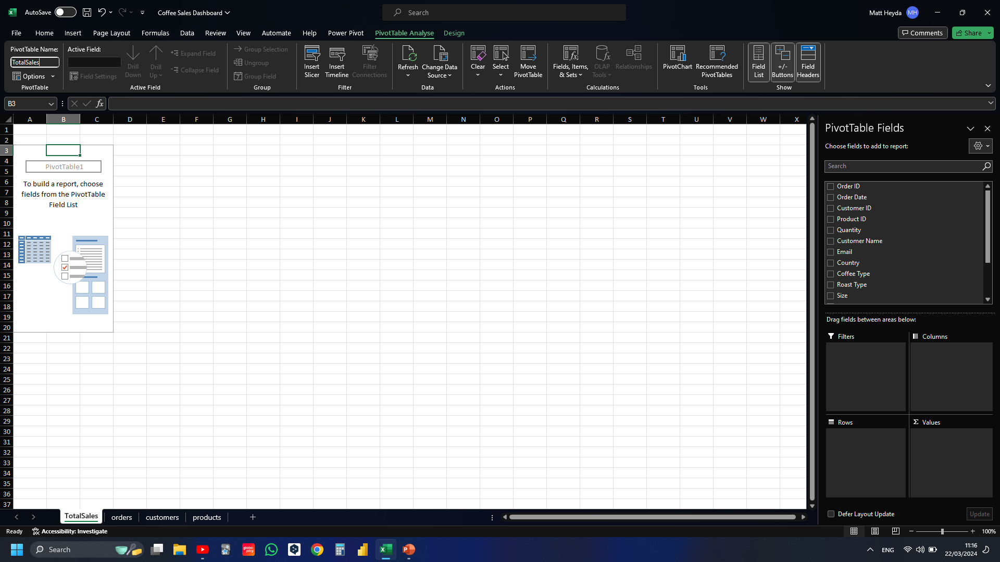 AutoSave
Coffee Sales Dashboard
Search
Matt Heyda
MH
File
Home
Insert
Page Layout
Formulas
Data
Review
View
Automate
Help
Power Pivot
PivotTable Analyse
Design
Comments
Share
PivotTable Name:
TotalSales
Options
PivotTable
Active Field:
Field Settings
Drill Down
Drill Up
Expand Field
Collapse Field
Active Field
Group Selection
Ungroup
Group Field
Group
Insert Slicer
Insert Timeline
Filter Connections
Filter
Refresh
Change Data Source
Data
Clear
Select
Move PivotTable
Actions
Fields, Items, & Sets
OLAP Tools
Relationships
Calculations
PivotChart
Recommended PivotTables
Tools
Field List
+/- Buttons
Field Headers
Show
B3
fx
A B C D E F G H I J K L M N O P Q R S T U V W X
1
2
3
4
5
6
7
8
9
10
11
12
13
14
15
16
17
18
19
20
21
22
23
24
25
26
27
28
29
30
31
32
33
34
35
36
37
PivotTable1
To build a report, choose
fields from the PivotTable
Field List
PivotTable Fields
Choose fields to add to report:
Search
Order ID
Order Date
Customer ID
Product ID
Quantity
Customer Name
Email
Country
Coffee Type
Roast Type
Size
Drag fields between areas below:
Filters
Columns
Rows
Σ Values
Defer Layout Update
Update
TotalSales
orders
customers
products
Ready
Accessibility: Investigate
100%
Search
globo play
ENG
11:16
22/03/2024